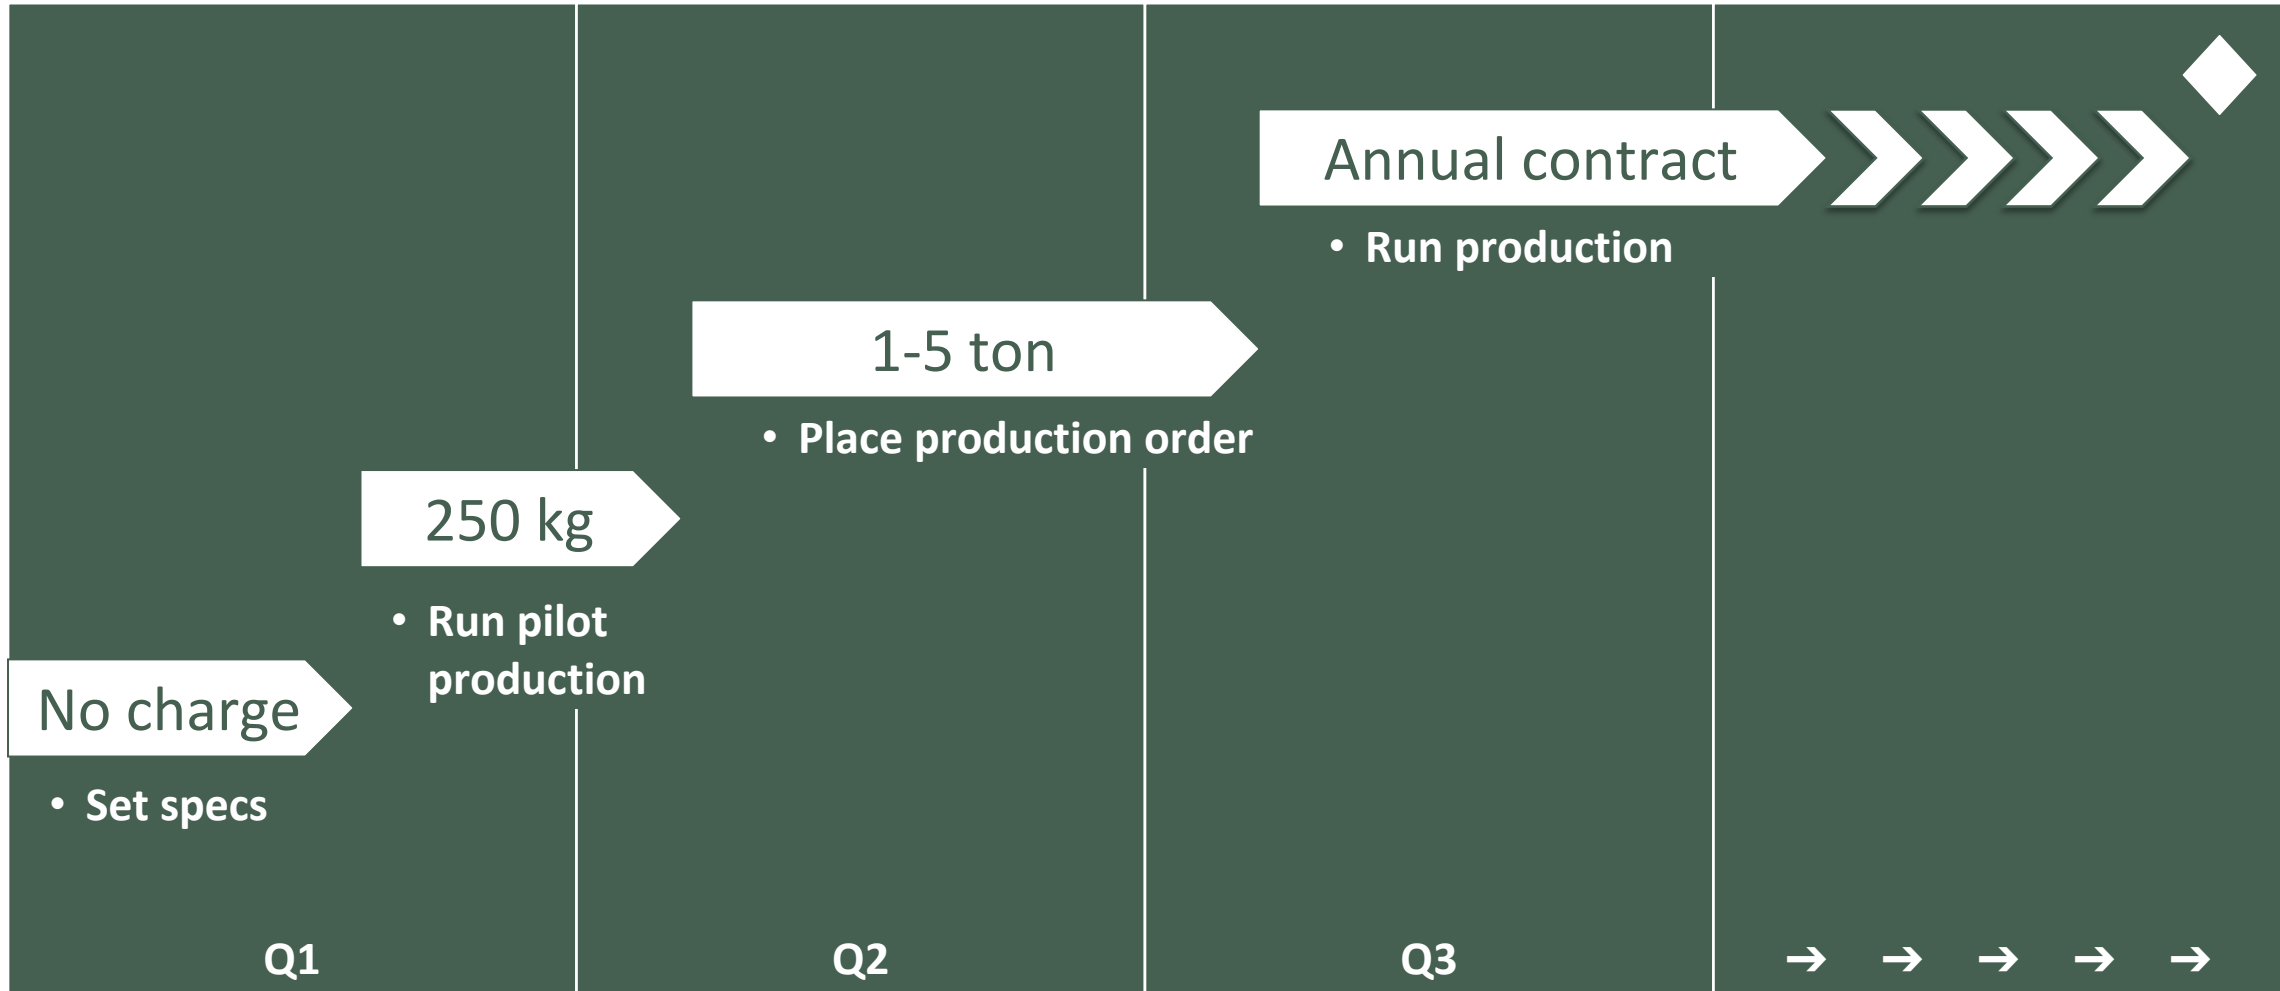 Annual contract
• Run production
1-5 ton
• Place production order
250 kg
• Run pilot
production
No charge
• Set specs
Q1 Q2 Q3 ➔ ➔ ➔ ➔ ➔